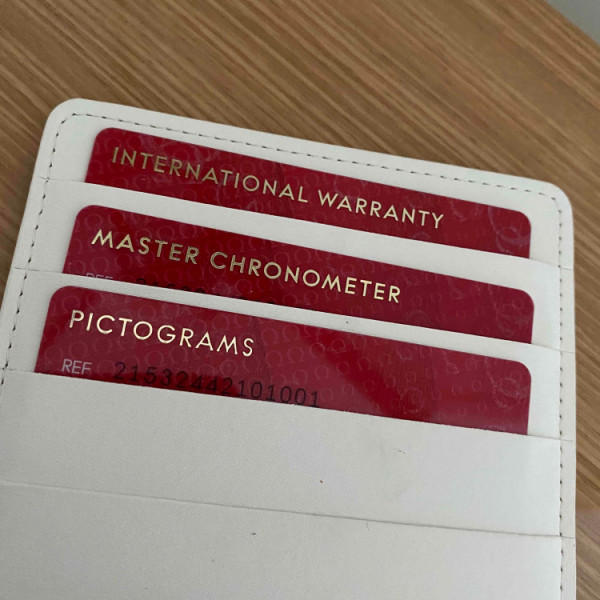 INTERNATIONAL WARRANTY
MASTER CHRONOMETER
PICTOGRAMS
REF 21532442101001